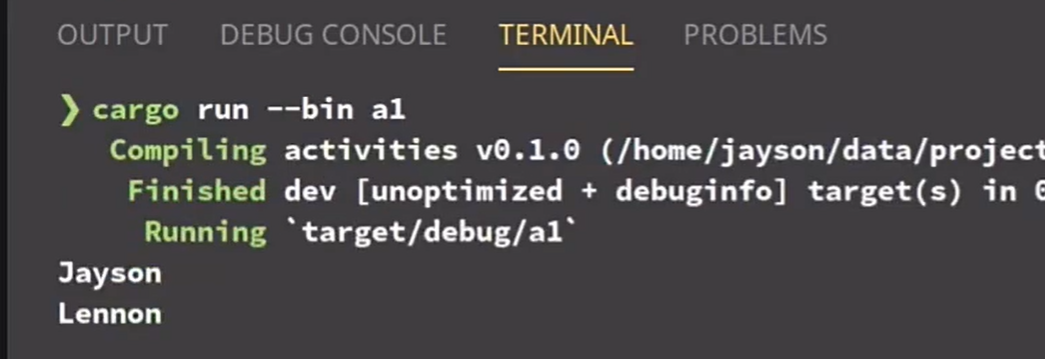 OUTPUT DEBUG CONSOLE TERMINAL PROBLEMS
❯ cargo run --bin a1
Compiling activities v0.1.0 (/home/jayson/data/project
Finished dev [unoptimized + debuginfo] target(s) in 0
Running `target/debug/a1`
Jayson
Lennon